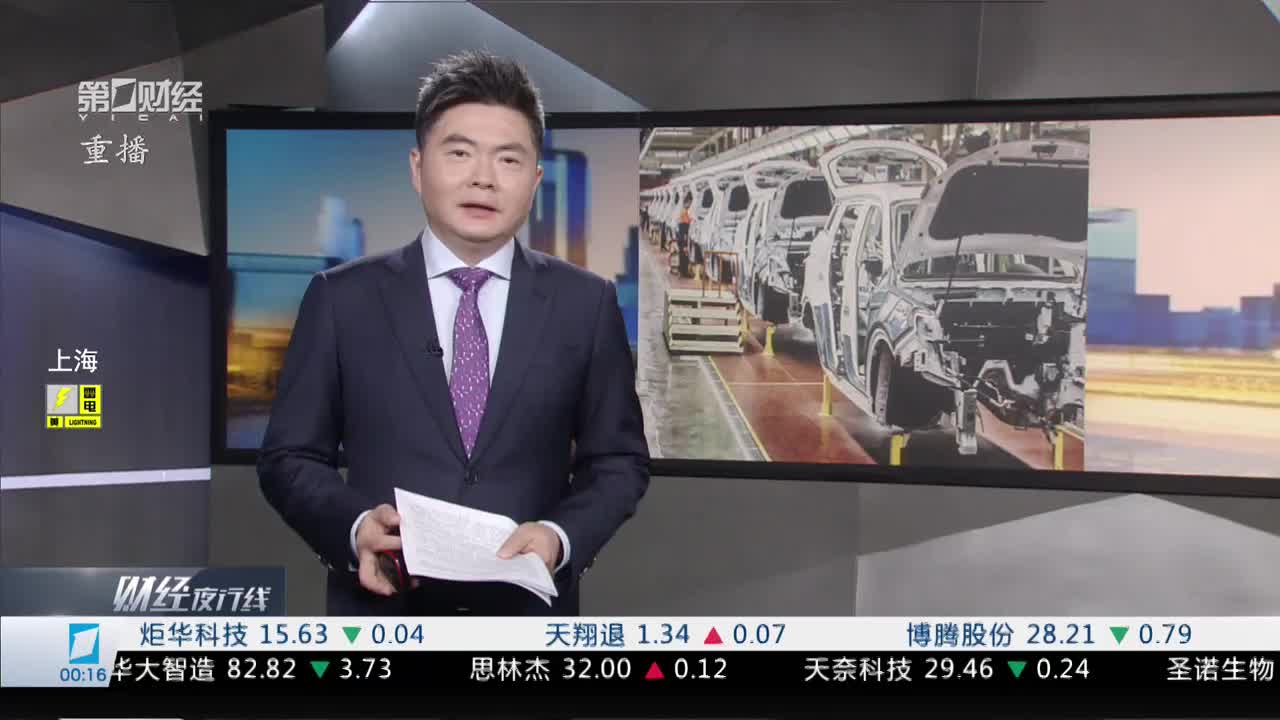 第一财经
YICAI
重播
上海
雷
电
黄 LIGHTNING
财经夜行线
炬华科技 15.63 ▼ 0.04 天翔退 1.34 ▲ 0.07 博腾股份 28.21 ▼ 0.79
00:16 华大智造 82.82 ▼ 3.73 思林杰 32.00 ▲ 0.12 天奈科技 29.46 ▼ 0.24 圣诺生物